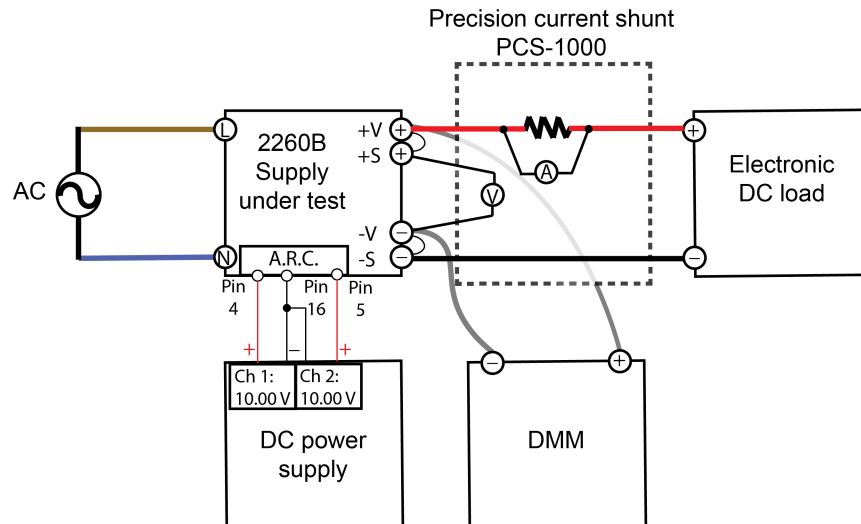 Precision current shunt
PCS-1000
AC
L
N
2260B
Supply
under test
+V
+S
-V
-S
+
+
−
−
A.R.C.
V
A
+
−
Electronic
DC load
Pin
4
Pin
16
5
+
−
+
Ch 1:
10.00 V
Ch 2:
10.00 V
DC power
supply
−
+
DMM